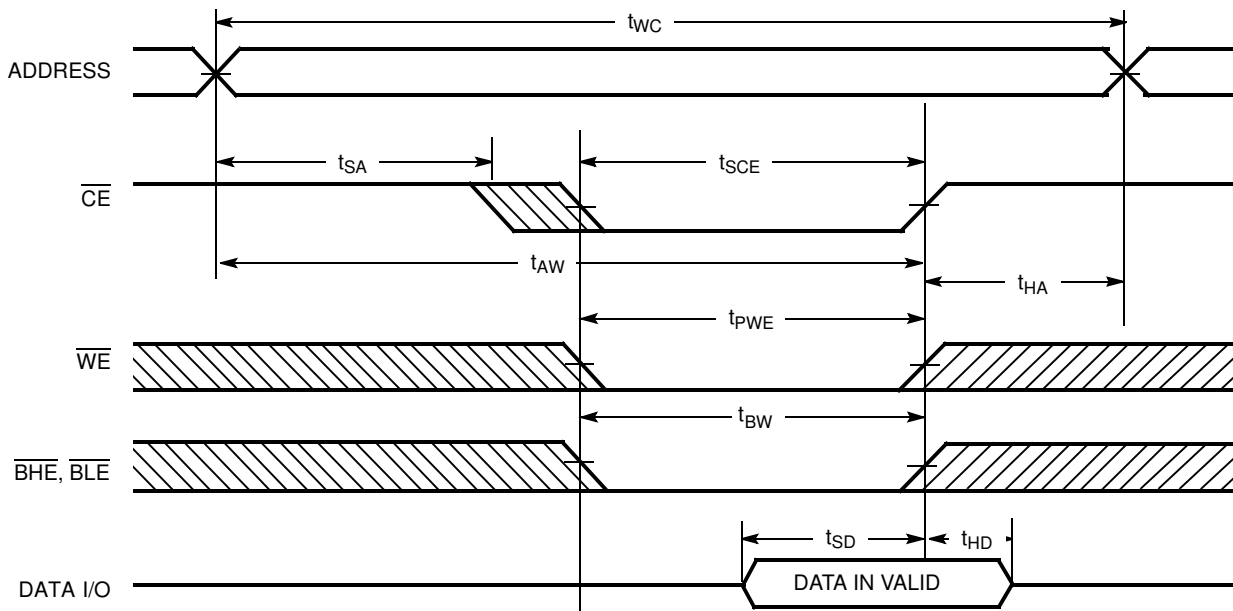 tWC
ADDRESS
tSA
tSCE
CE
tAW
tHA
tPWE
WE
tBW
BHE, BLE
tSD
tHD
DATA I/O
DATA IN VALID